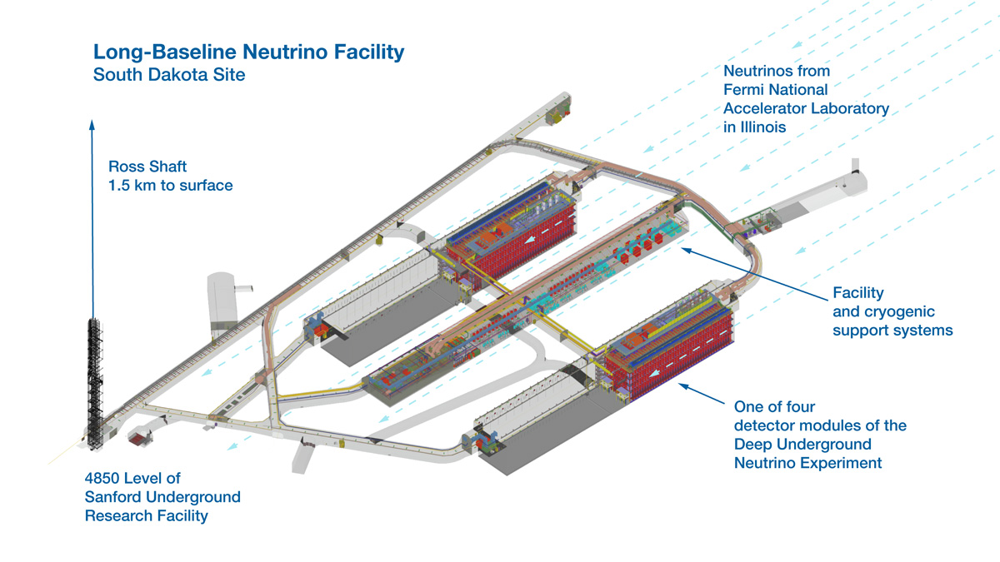 Long-Baseline Neutrino Facility
South Dakota Site
Neutrinos from
Fermi National
Accelerator Laboratory
in Illinois
Ross Shaft
1.5 km to surface
Facility
and cryogenic
support systems
One of four
detector modules of the
Deep Underground
Neutrino Experiment
4850 Level of
Sanford Underground
Research Facility